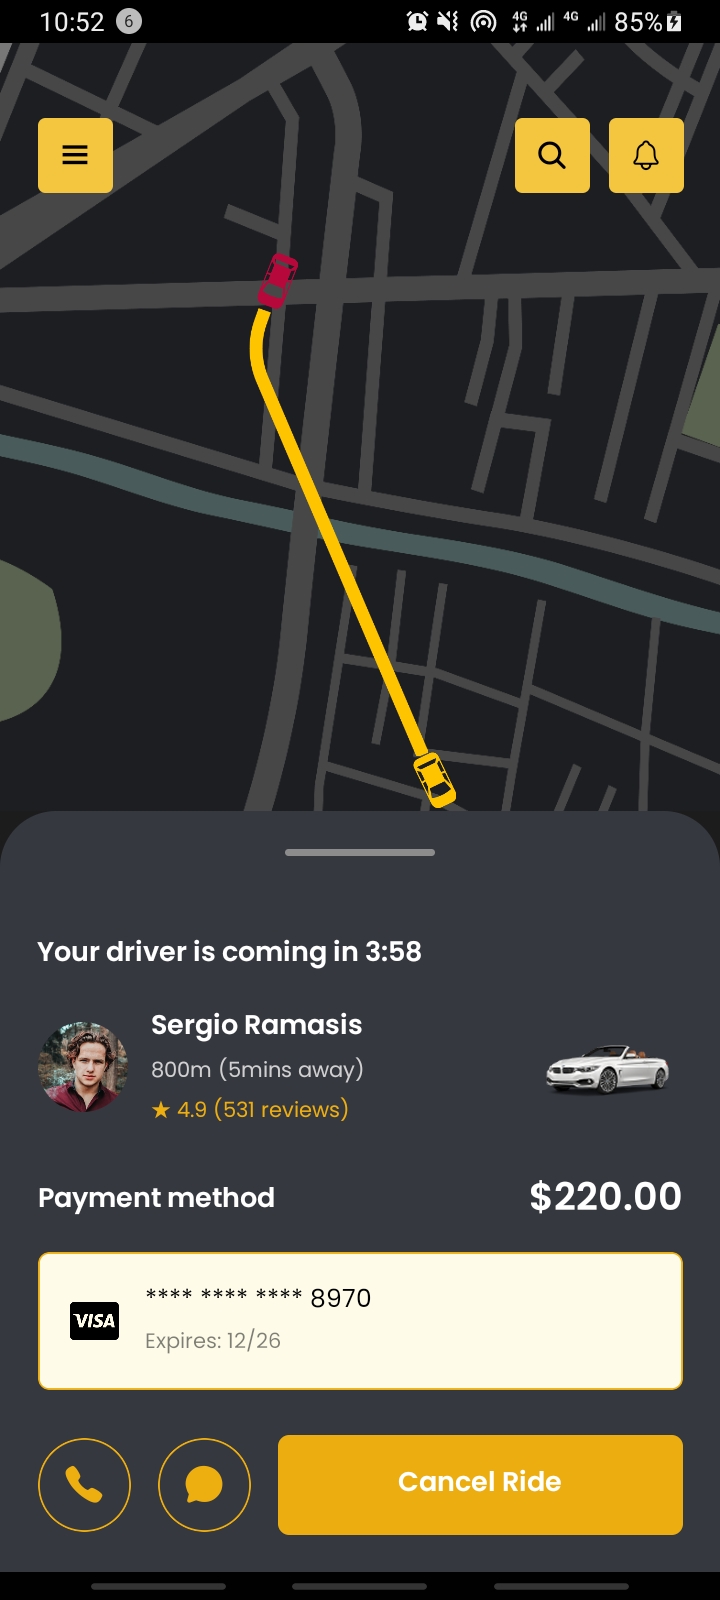 10:52 6 4G 4G 85%
Your driver is coming in 3:58
Sergio Ramasis
800m (5mins away)
★ 4.9 (531 reviews)
Payment method $220.00
**** **** **** 8970
VISA
Expires: 12/26
Cancel Ride